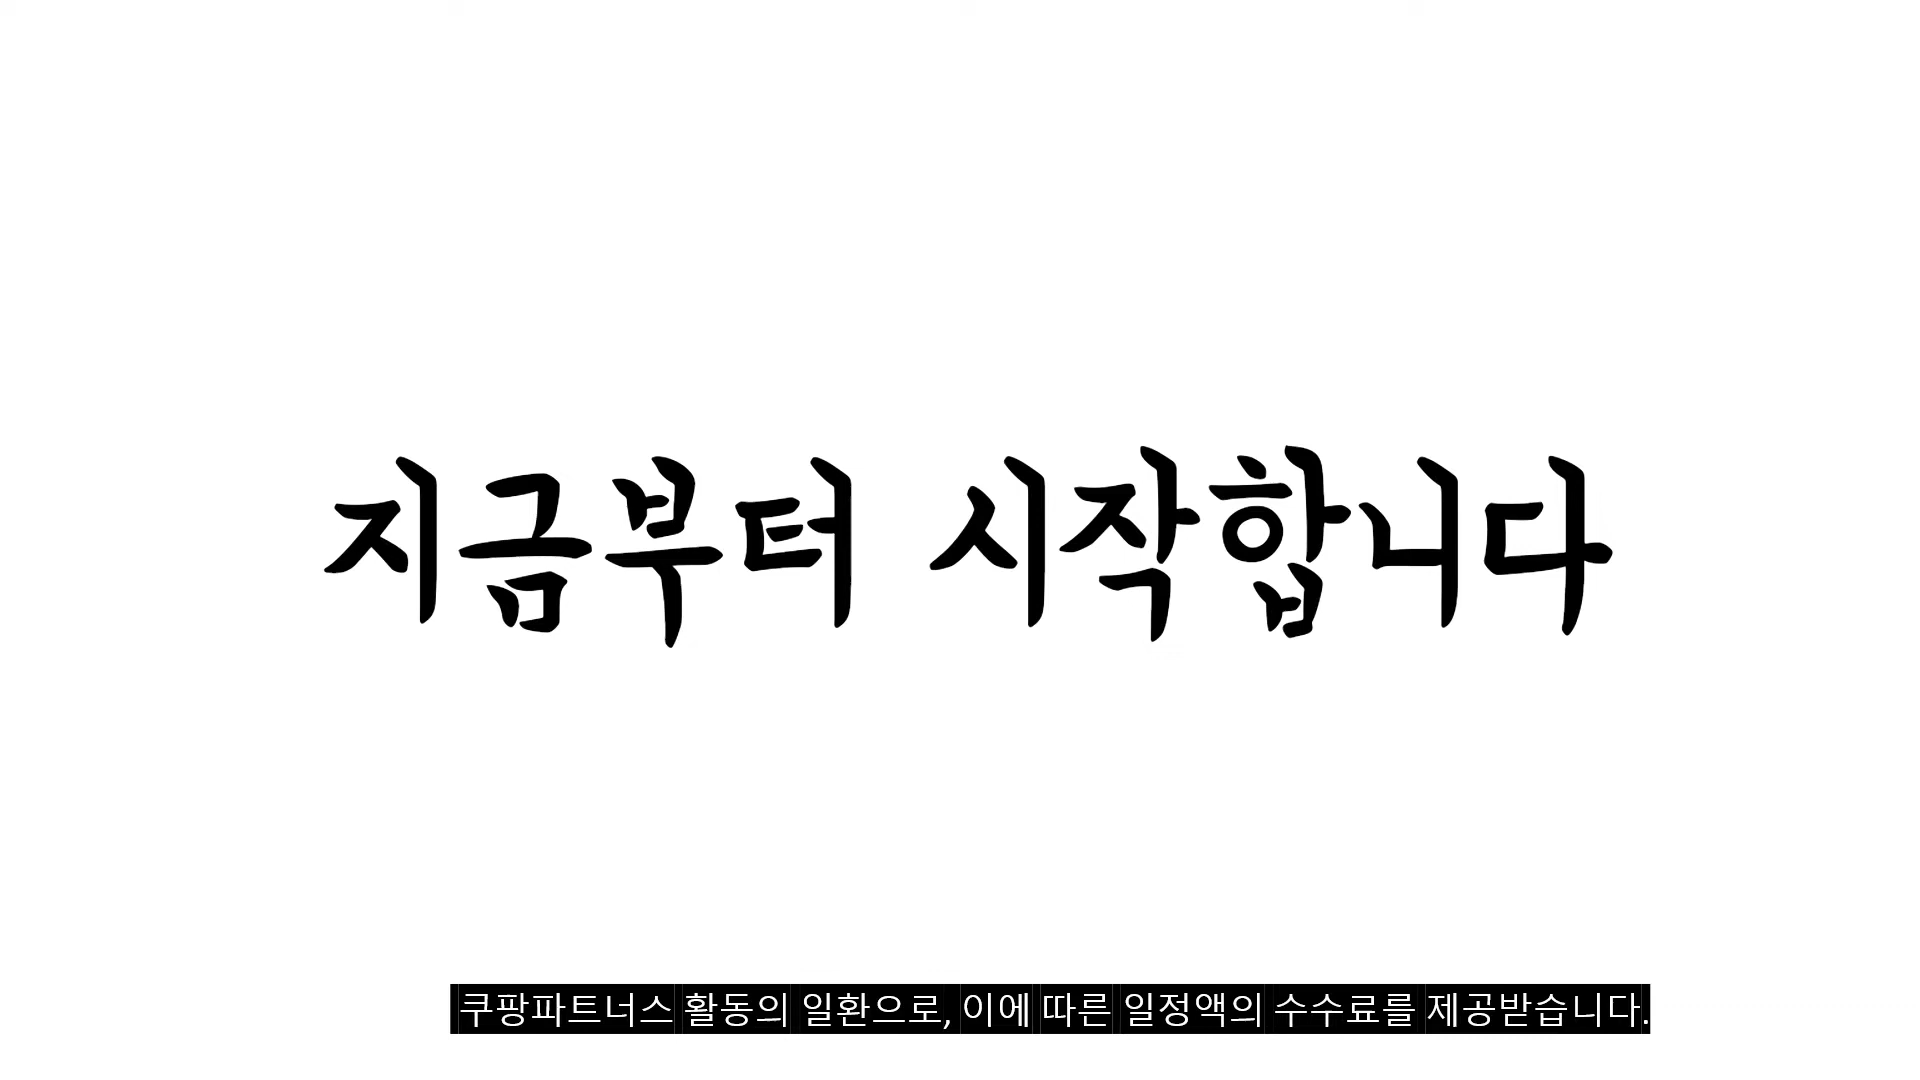 지금부터 시작합니다
쿠팡파트너스 활동의 일환으로, 이에 따른 일정액의 수수료를 제공받습니다.